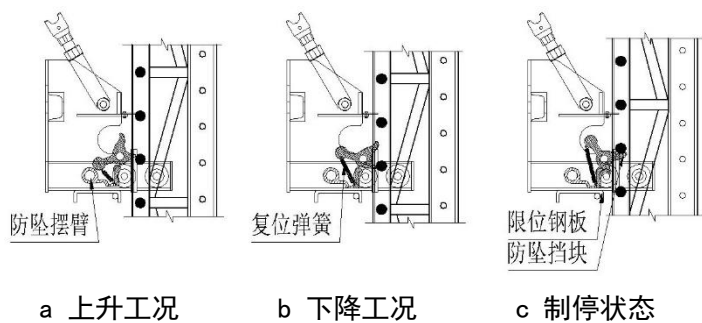 防坠摆臂
复位弹簧
限位钢板
防坠挡块
a 上升工况
b 下降工况
c 制停状态